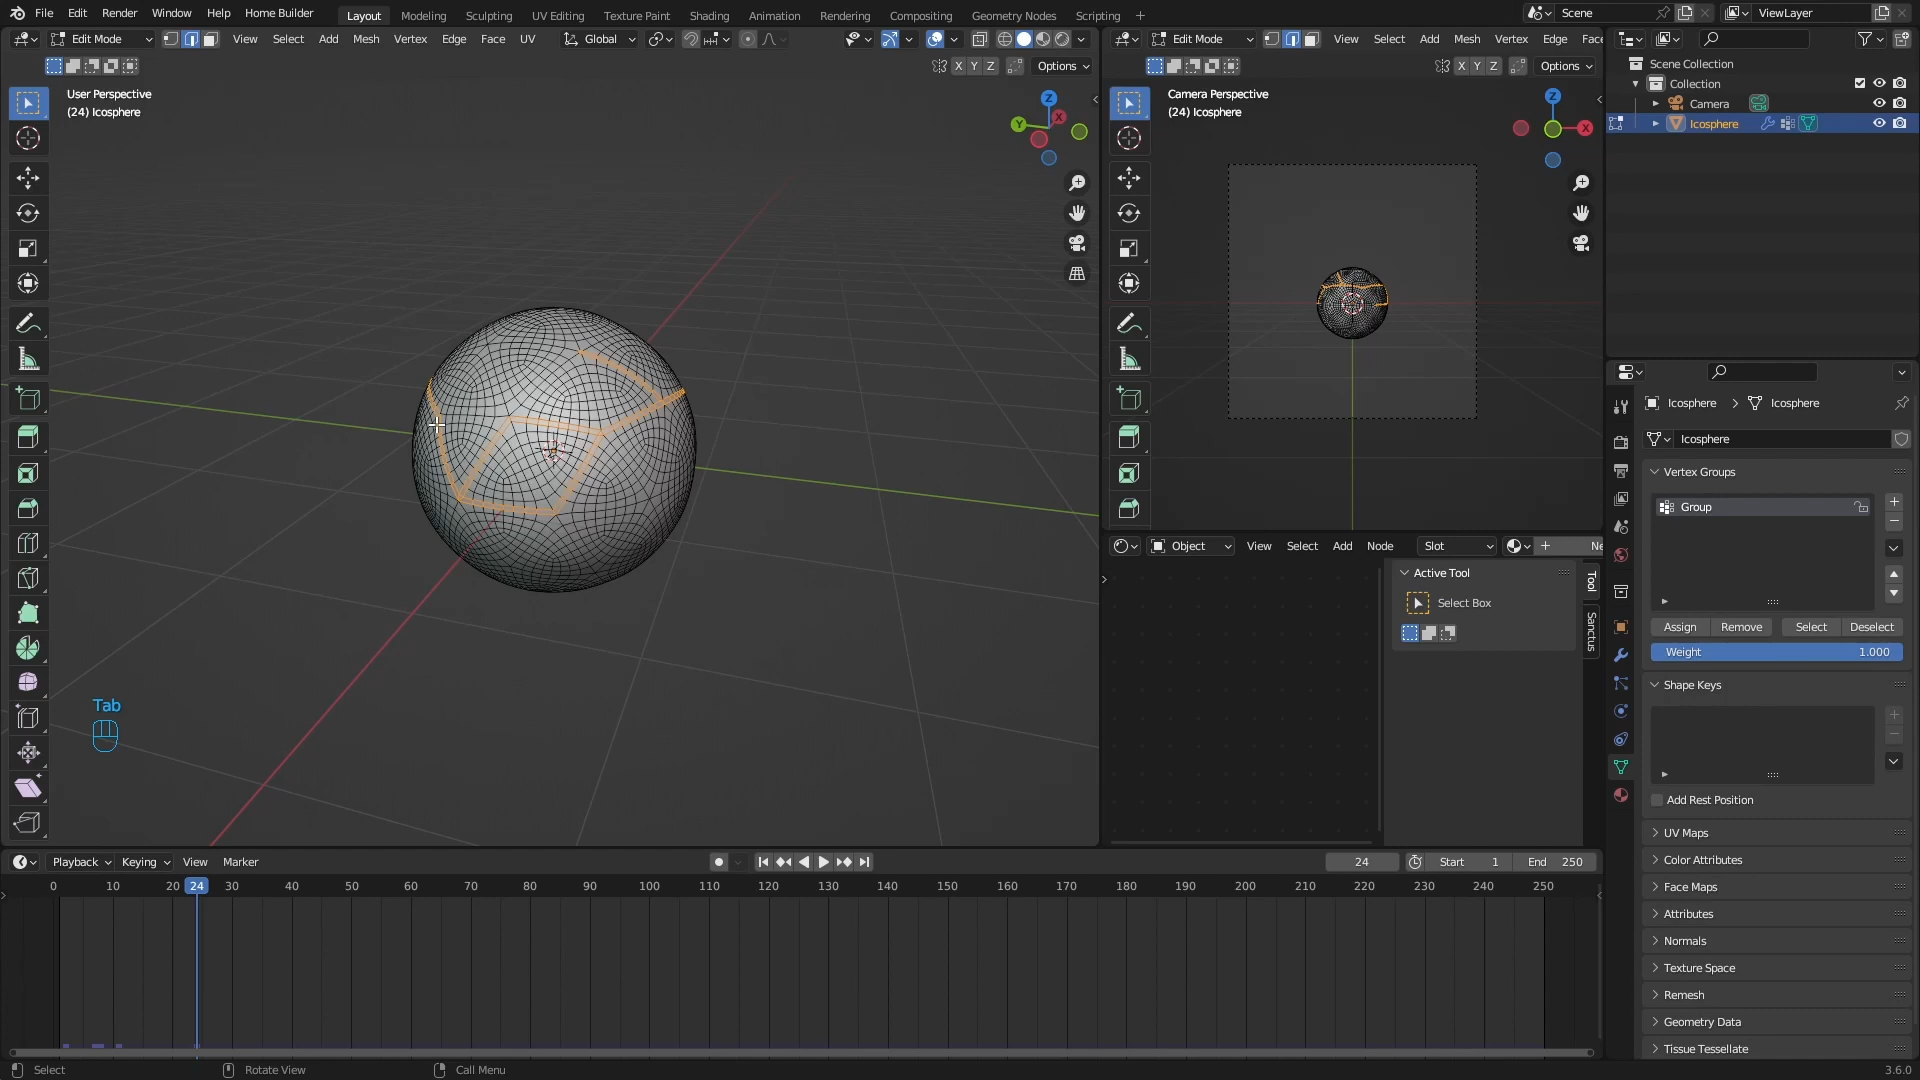 File Edit Render Window Help Home Builder Layout Modeling Sculpting UV Editing Texture Paint Shading Animation Rendering Compositing Geometry Nodes Scripting + Scene ViewLayer
Edit Mode View Select Add Mesh Vertex Edge Face UV Global
Edit Mode View Select Add Mesh Vertex Edge Face
X Y Z Options
X Y Z Options
User Perspective
(24) Icosphere
Z
Y
X
Camera Perspective
(24) Icosphere
Z
X
Scene Collection
Collection
Camera
Icosphere
Icosphere > Icosphere
Icosphere
Vertex Groups
Group
Assign Remove Select Deselect
Weight 1.000
Shape Keys
Add Rest Position
UV Maps
Color Attributes
Face Maps
Attributes
Normals
Texture Space
Remesh
Geometry Data
Tissue Tessellate
Object View Select Add Node Slot + Ne
Active Tool
Select Box
Tool
Sanctus
Tab
Playback Keying View Marker 24 Start 1 End 250
0 10 20 24 30 40 50 60 70 80 90 100 110 120 130 140 150 160 170 180 190 200 210 220 230 240 250
Select Rotate View Call Menu 3.6.0